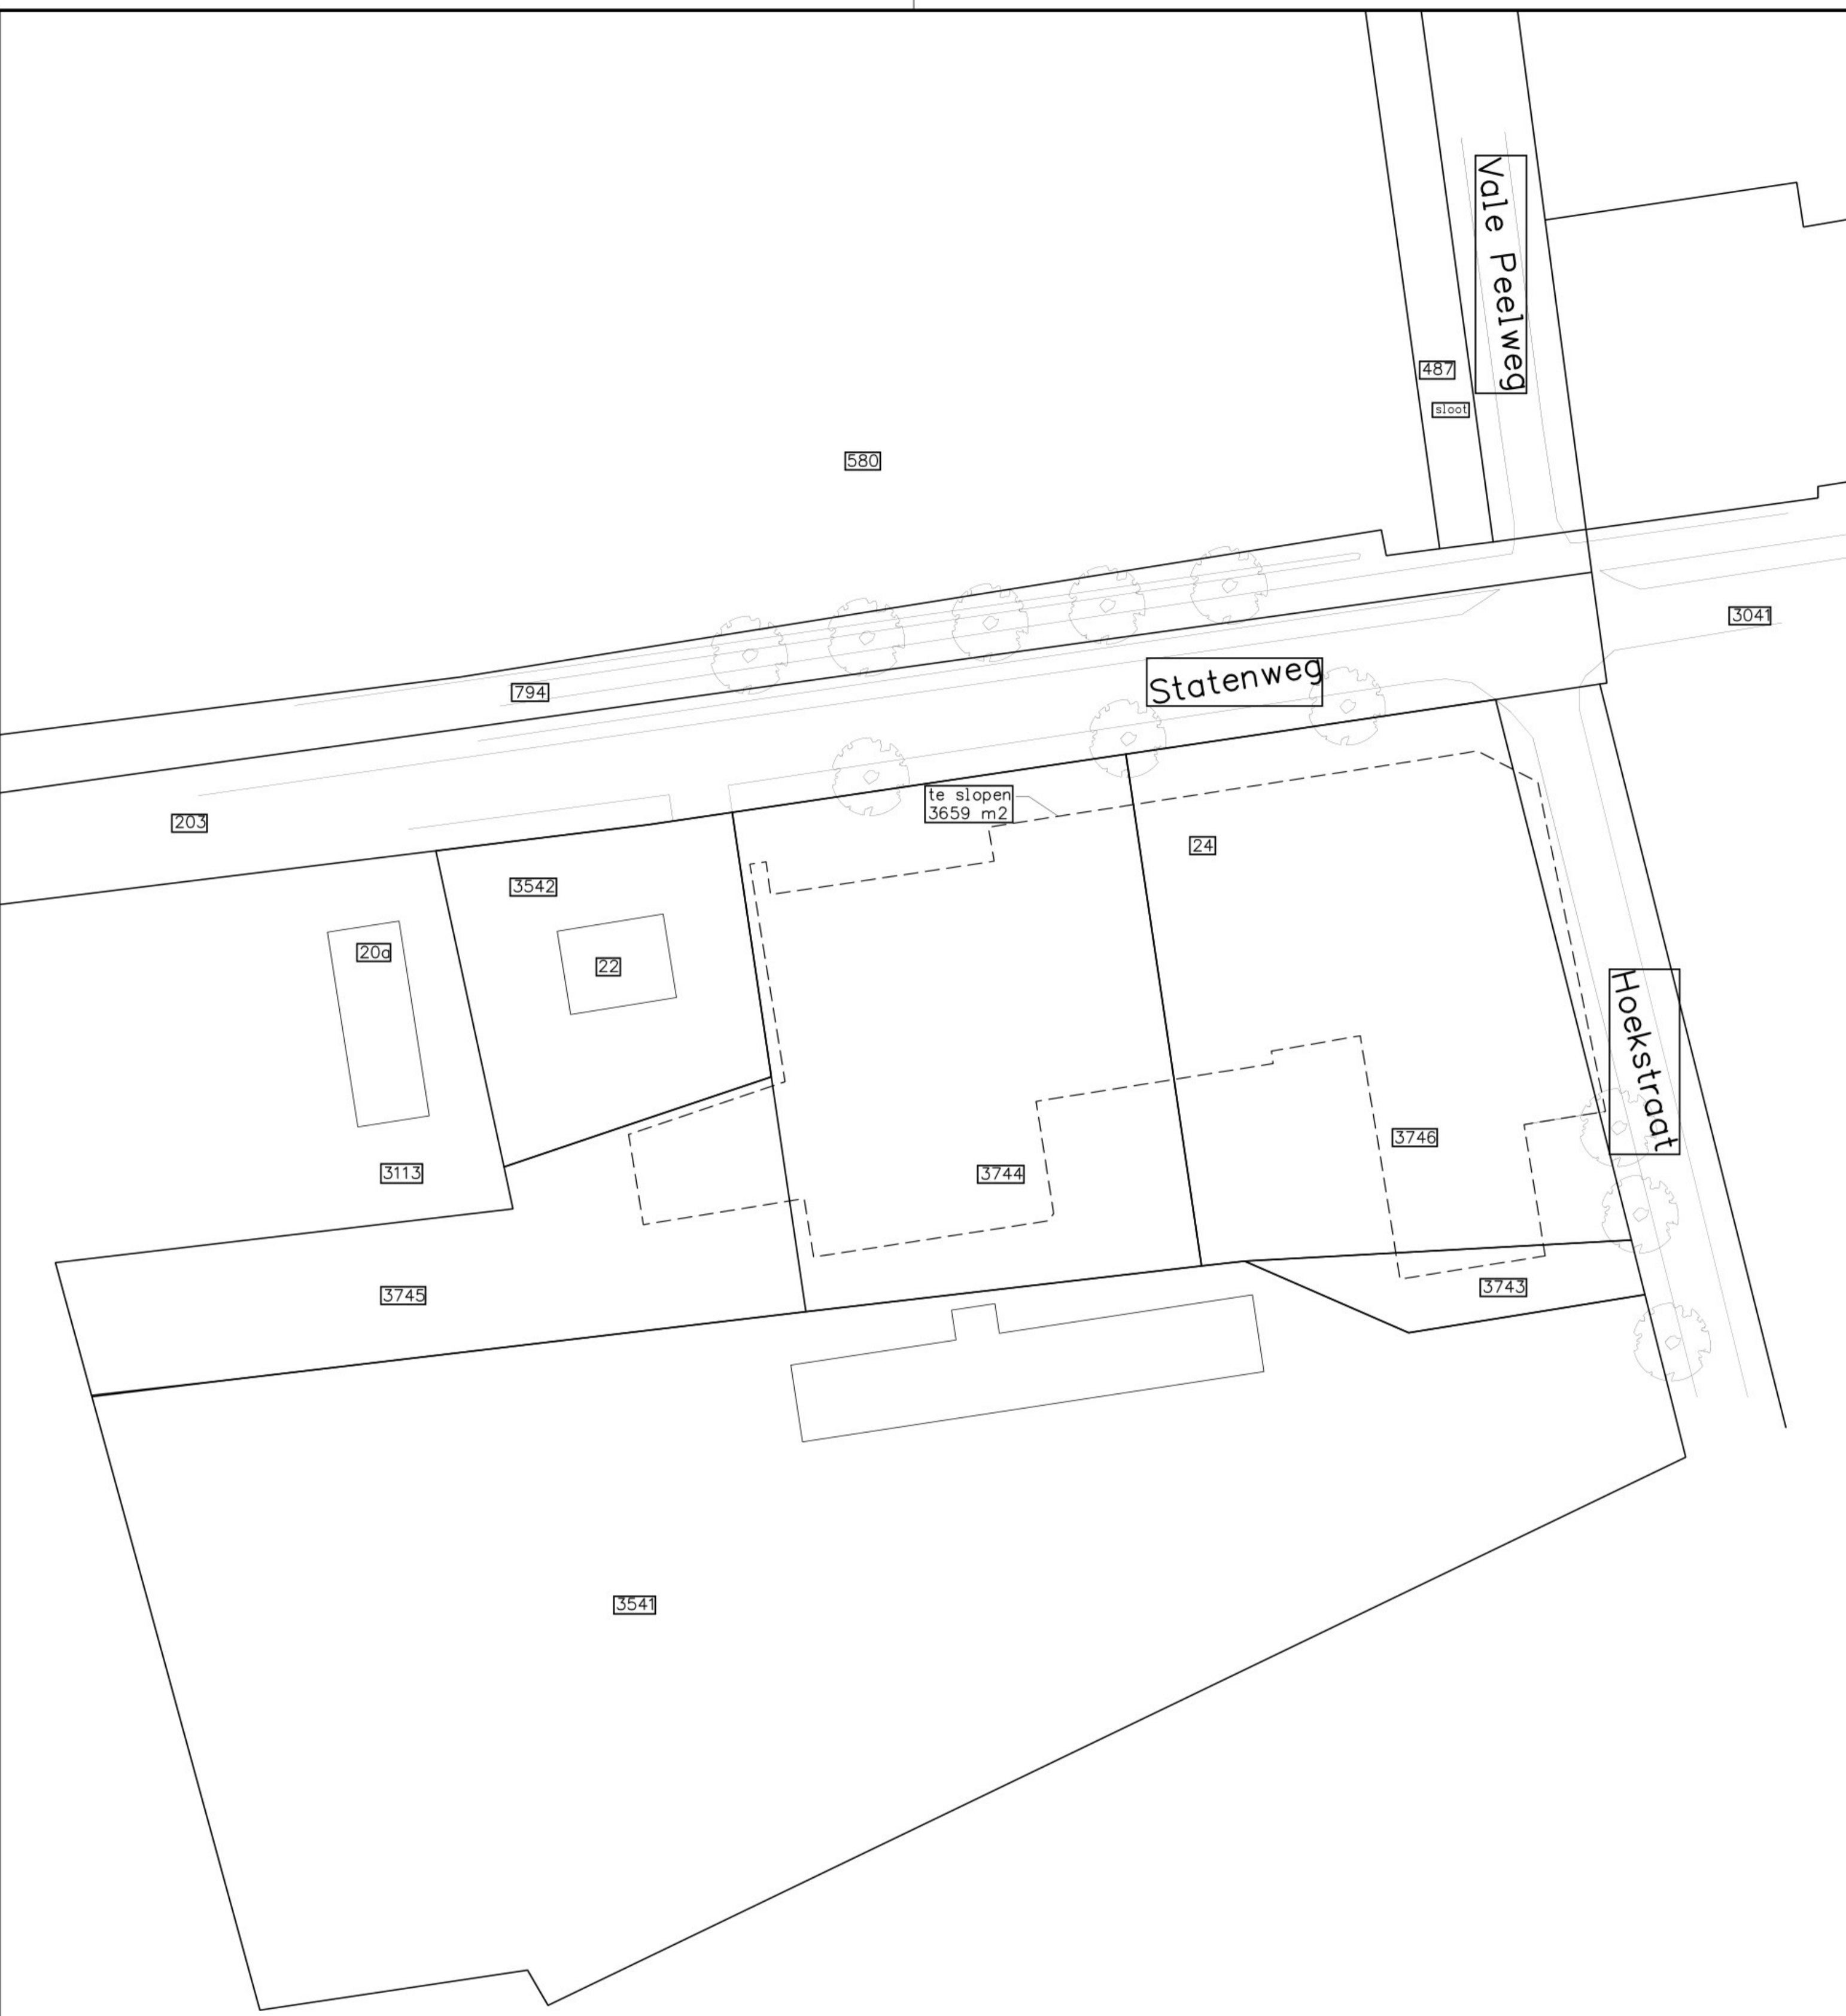 Vale Peelweg
487
sloot
580
3041
794
Statenweg
te slopen
3659 m2
203
24
3542
20a
22
Hoekstraat
3746
3113
3744
3743
3745
3541